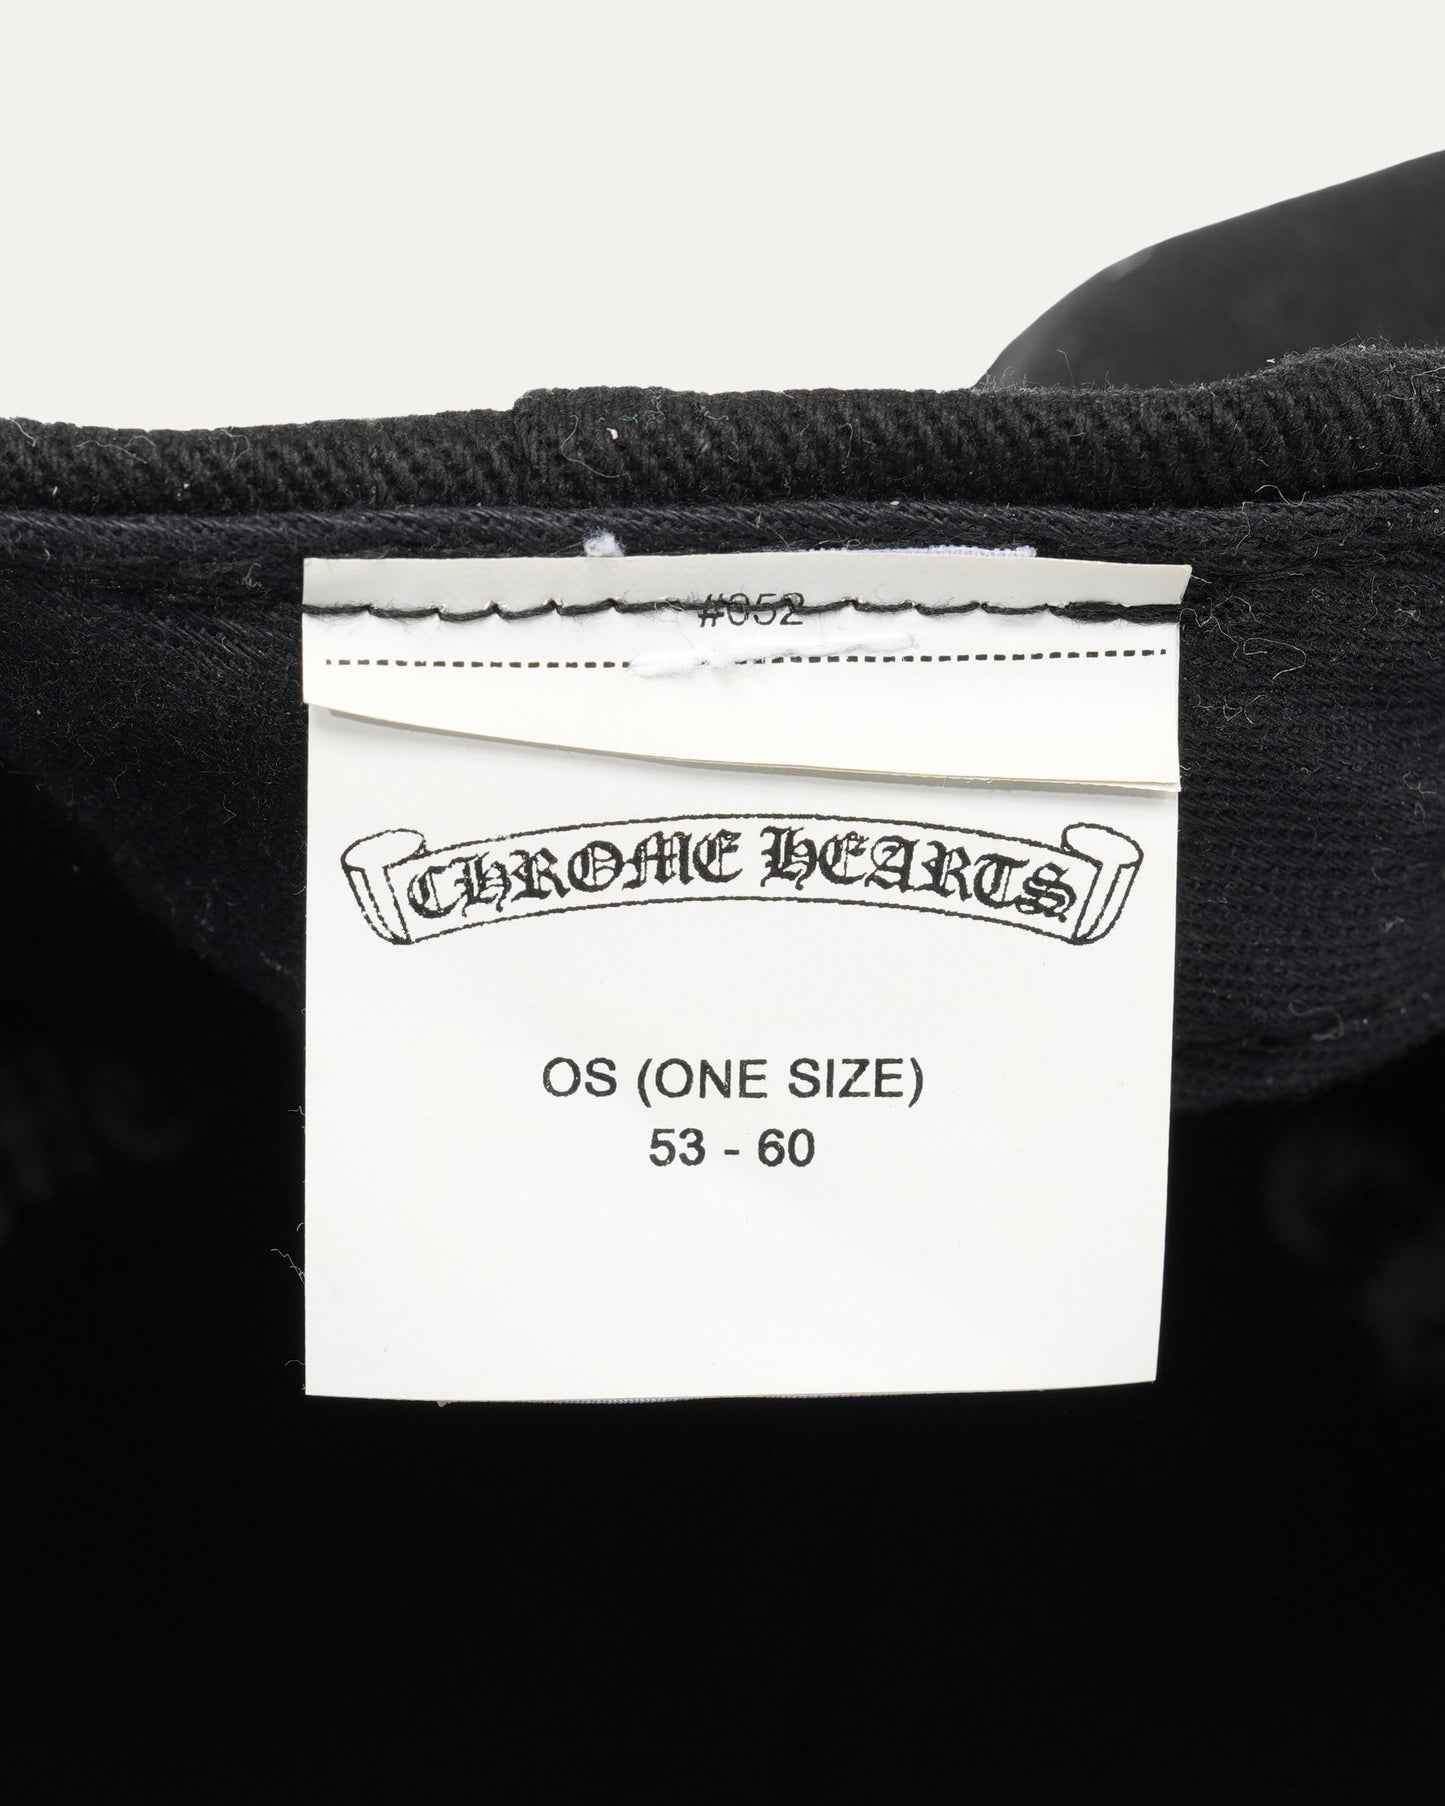 #052
CHROME HEARTS
OS (ONE SIZE)
53 - 60